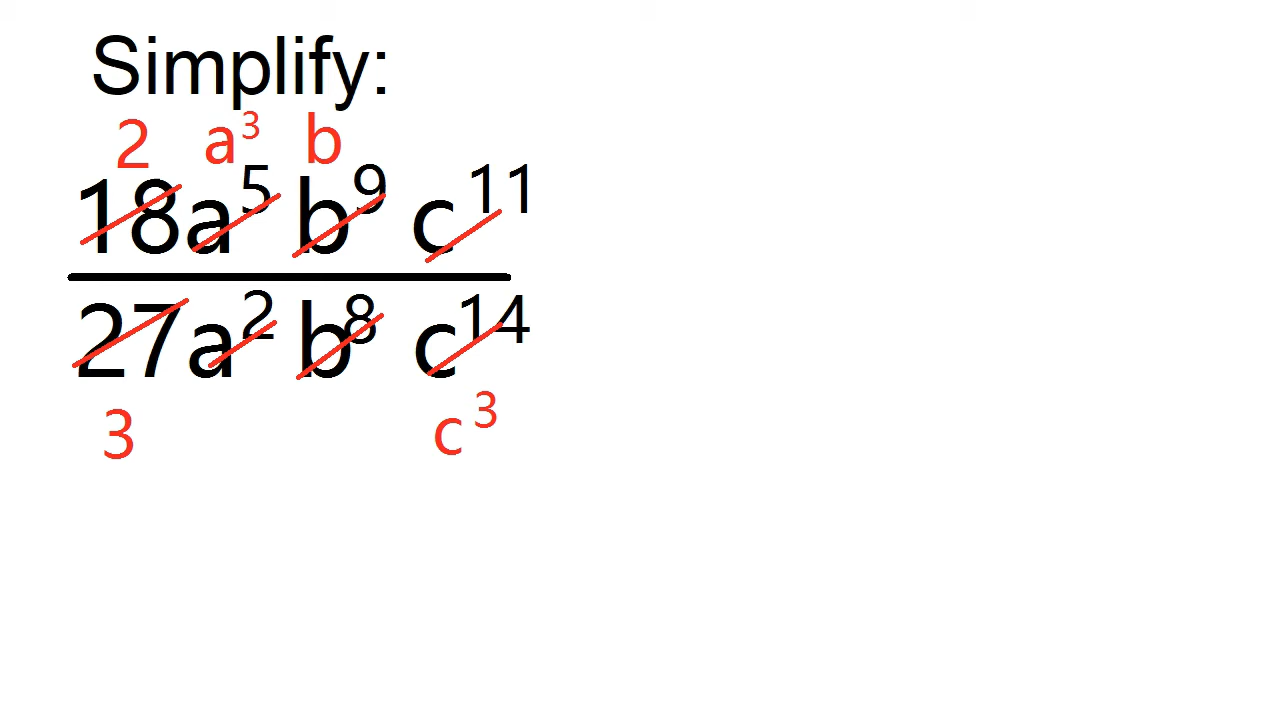 Simplify:
2 a³ b
18a⁵ b⁹ c¹¹
27a² b⁸ c¹⁴
3 c³